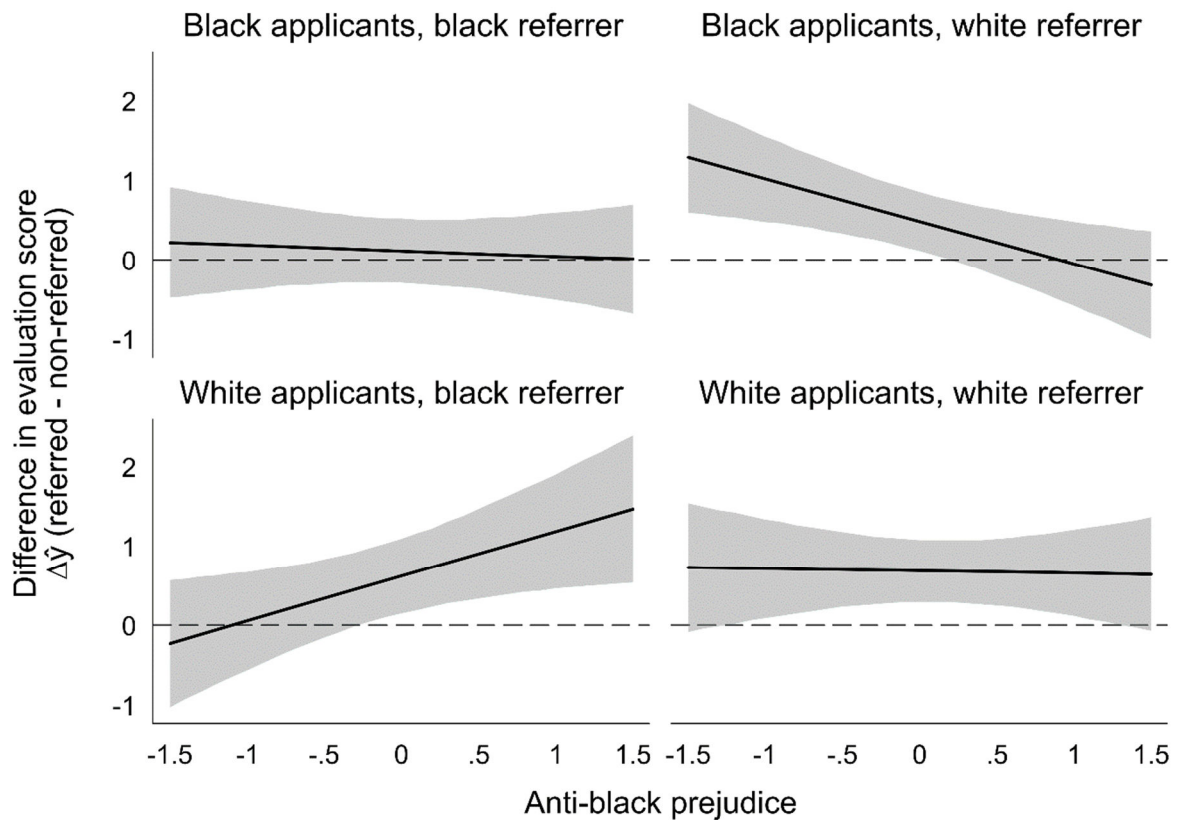 Black applicants, black referrer
Black applicants, white referrer
2
1
0
-1
White applicants, black referrer
White applicants, white referrer
2
1
0
-1
Difference in evaluation score
Δŷ (referred - non-referred)
-1.5 -1 -.5 0 .5 1 1.5
-1.5 -1 -.5 0 .5 1 1.5
Anti-black prejudice